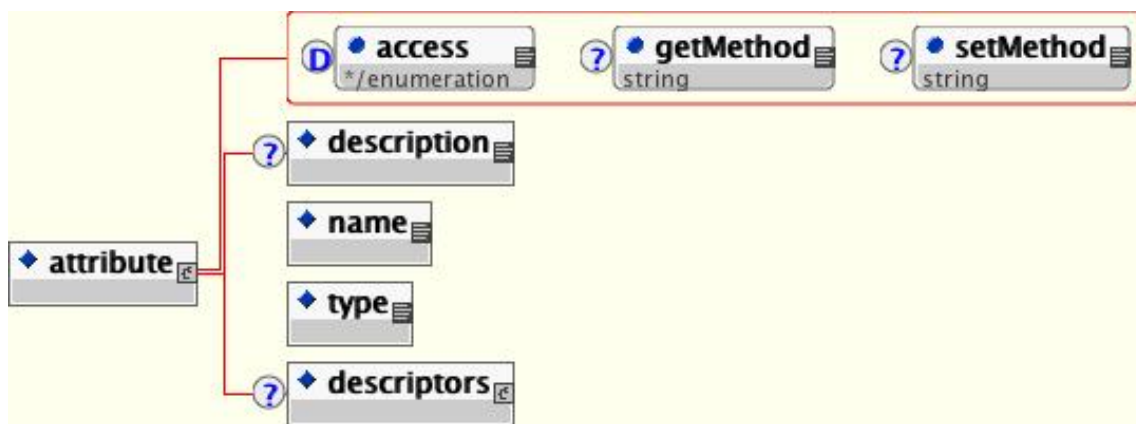 D access ? getMethod ? setMethod
*/enumeration string string
? description
name
attribute
type
? descriptors